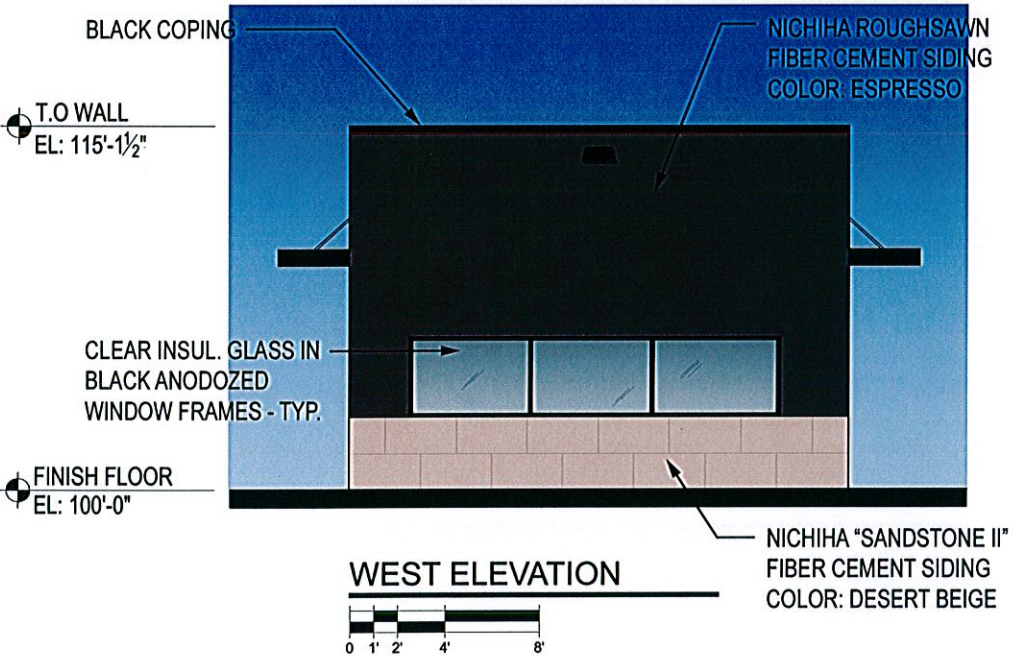 BLACK COPING
NICHIHA ROUGHSAWN
FIBER CEMENT SIDING
COLOR: ESPRESSO
T.O WALL
EL: 115'-1½"
CLEAR INSUL. GLASS IN
BLACK ANODOZED
WINDOW FRAMES - TYP.
FINISH FLOOR
EL: 100'-0"
NICHIHA “SANDSTONE II”
FIBER CEMENT SIDING
COLOR: DESERT BEIGE
WEST ELEVATION
0 1' 2' 4' 8'